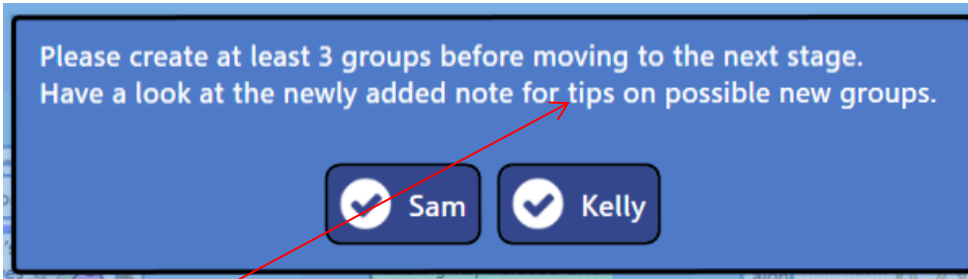 Please create at least 3 groups before moving to the next stage.
Have a look at the newly added note for tips on possible new groups.
Sam
Kelly